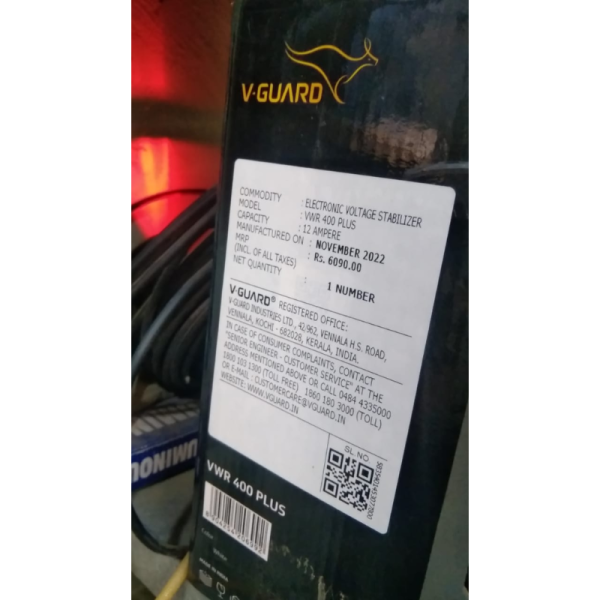 V-GUARD
COMMODITY : ELECTRONIC VOLTAGE STABILIZER
MODEL : VWR 400 PLUS
CAPACITY : 12 AMPERE
MANUFACTURED ON : NOVEMBER 2022
MRP : Rs. 6090.00
(INCL. OF ALL TAXES)
NET QUANTITY : 1 NUMBER
V-GUARD® REGISTERED OFFICE:
V-GUARD INDUSTRIES LTD., 42/962, VENNALA H.S. ROAD,
VENNALA, KOCHI - 682028, KERALA, INDIA.
IN CASE OF CONSUMER COMPLAINTS, CONTACT
"SENIOR ENGINEER - CUSTOMER SERVICE" AT THE
ADDRESS MENTIONED ABOVE OR CALL 0484 4335000
1800 103 1300 (TOLL FREE) 1860 180 3000 (TOLL)
OR E-MAIL : CUSTOMERCARE@VGUARD.IN
WEBSITE: WWW.VGUARD.IN
SL NO
VWR 400 PLUS
UMINOU